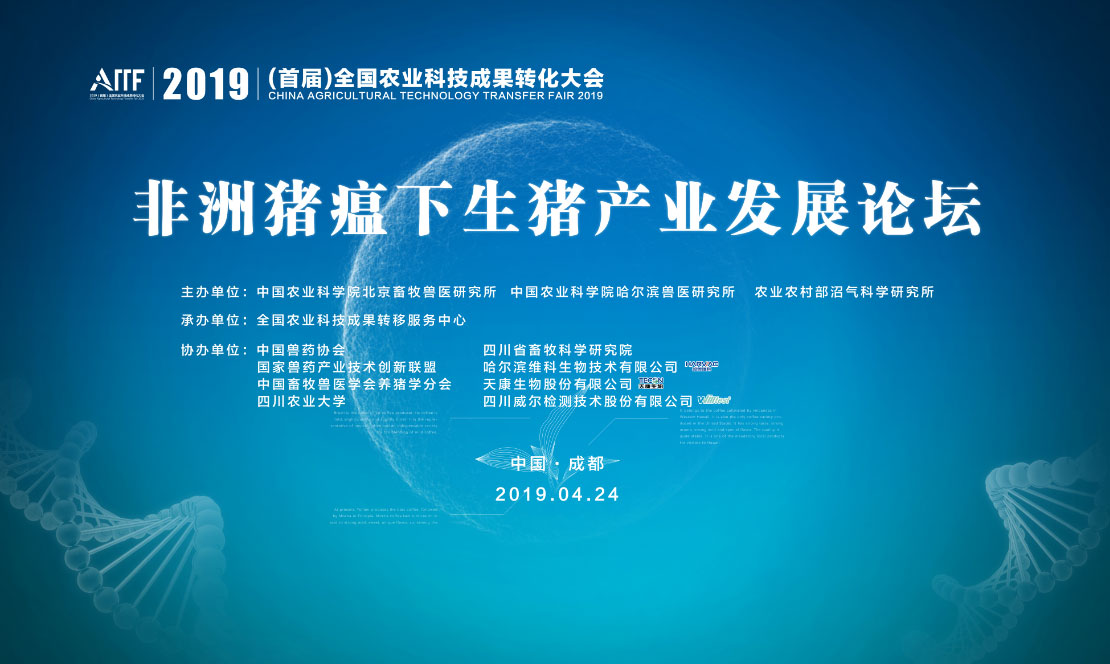 AITF 2019 (首届)全国农业科技成果转化大会
CHINA AGRICULTURAL TECHNOLOGY TRANSFER FAIR 2019
非洲猪瘟下生猪产业发展论坛
主办单位：中国农业科学院北京畜牧兽医研究所 中国农业科学院哈尔滨兽医研究所 农业农村部沼气科学研究所
承办单位：全国农业科技成果转移服务中心
协办单位：中国兽药协会 四川省畜牧科学研究院
国家兽药产业技术创新联盟 哈尔滨维科生物技术有限公司
中国畜牧兽医学会养猪学分会 天康生物股份有限公司
四川农业大学 四川威尔检测技术股份有限公司
中国·成都
2019.04.24